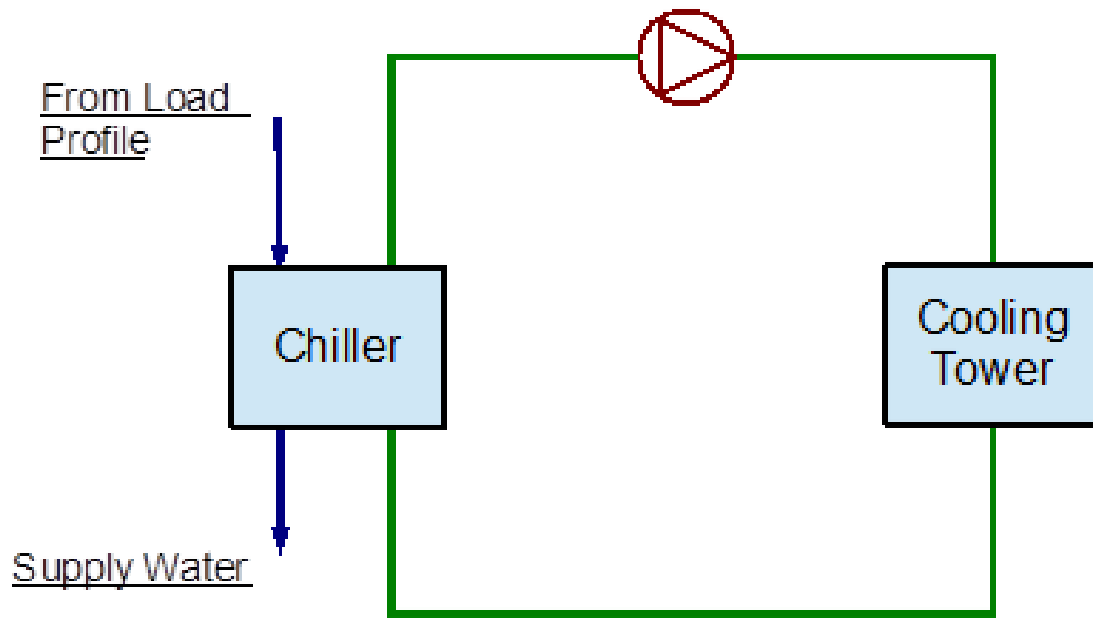 From Load
Profile
Chiller
Cooling
Tower
Supply Water